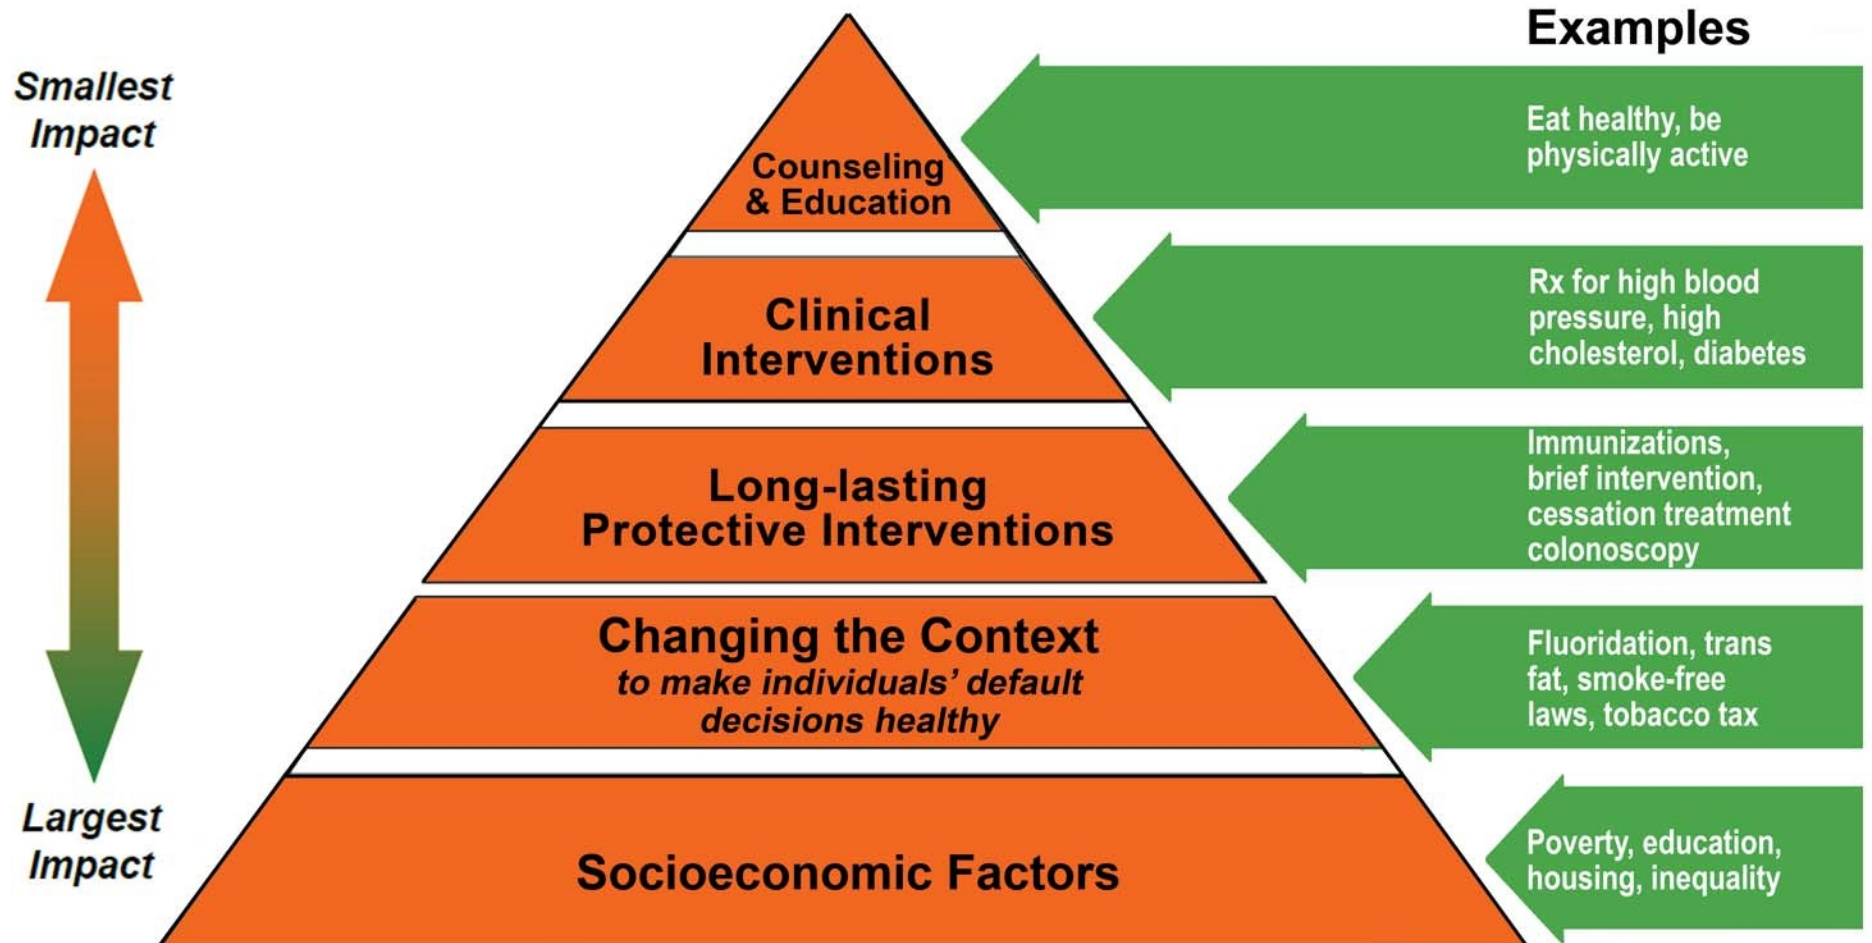 Examples
Smallest
Impact
Counseling
& Education
Eat healthy, be
physically active
Clinical
Interventions
Rx for high blood
pressure, high
cholesterol, diabetes
Long-lasting
Protective Interventions
Immunizations,
brief intervention,
cessation treatment
colonoscopy
Changing the Context
to make individuals’ default
decisions healthy
Fluoridation, trans
fat, smoke-free
laws, tobacco tax
Largest
Impact
Socioeconomic Factors
Poverty, education,
housing, inequality